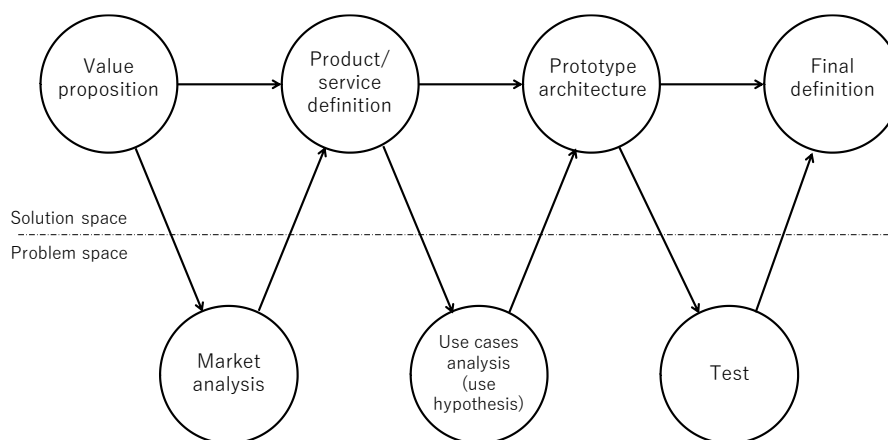 Value
proposition
Product/
service
definition
Prototype
architecture
Final
definition
Solution space
Problem space
Market
analysis
Use cases
analysis
(use
hypothesis)
Test